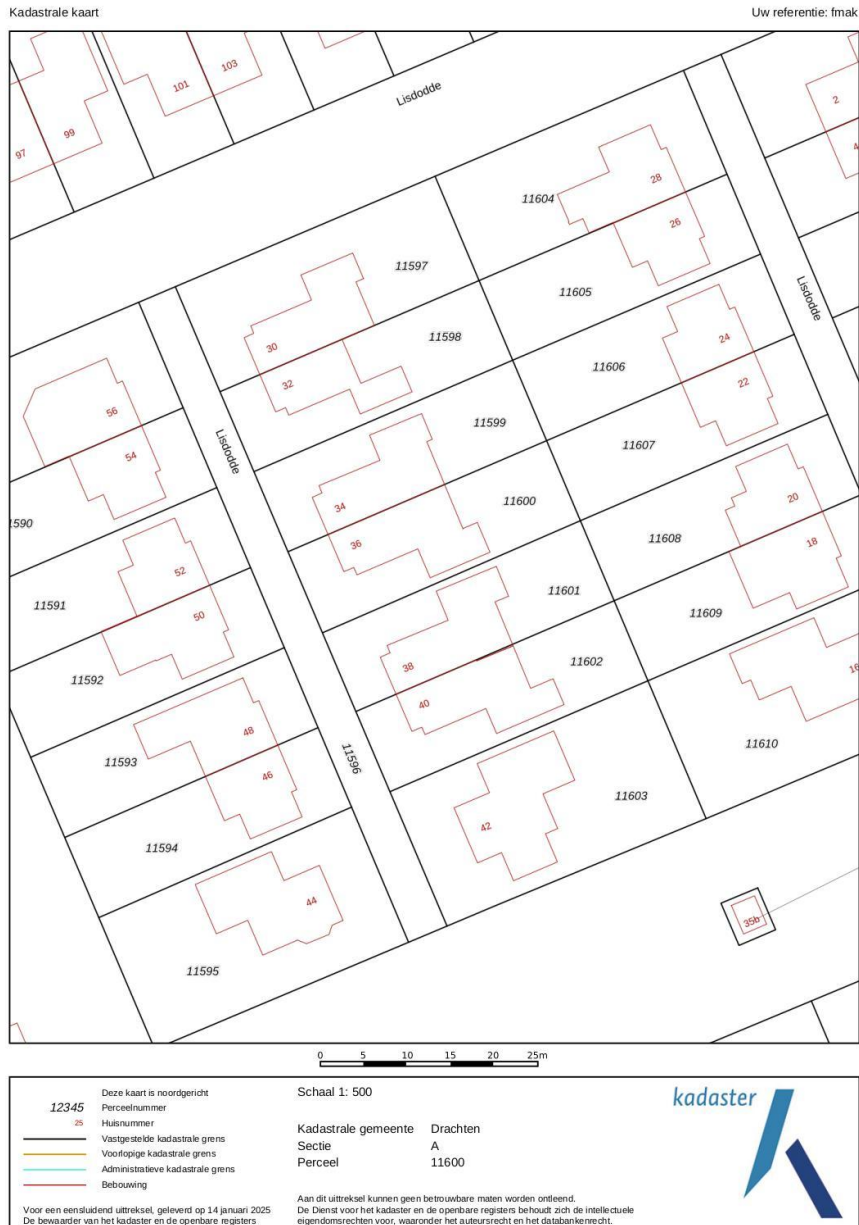 Kadastrale kaart
Uw referentie: fmak
101
103
Lisdodde
2
99
97
4
28
11604
26
11597
11605
Lisdodde
30
11598
24
11606
32
22
56
11599
Lisdodde
54
11607
34
20
11600
1590
11608
36
18
52
11601
11591
50
11609
38
11602
16
11592
40
48
11610
11593
11596
46
11603
42
11594
44
35b
11595
0 5 10 15 20 25m
Deze kaart is noordgericht
12345 Perceelnummer
25 Huisnummer
Vastgestelde kadastrale grens
Voorlopige kadastrale grens
Administratieve kadastrale grens
Bebouwing
Voor een eensluidend uittreksel, geleverd op 14 januari 2025
De bewaarder van het kadaster en de openbare registers
Schaal 1: 500
Kadastrale gemeente Drachten
Sectie A
Perceel 11600
Aan dit uittreksel kunnen geen betrouwbare maten worden ontleend.
De Dienst voor het kadaster en de openbare registers behoudt zich de intellectuele
eigendomsrechten voor, waaronder het auteursrecht en het databankenrecht.
kadaster